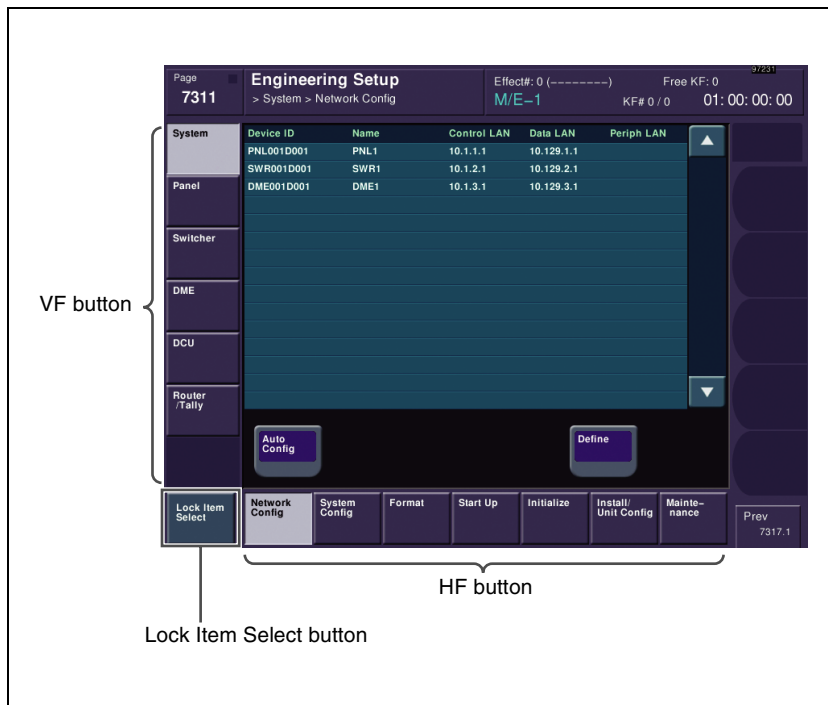 97231
Page
7311
Engineering Setup
> System > Network Config
Effect#: 0 (–––––––) Free KF: 0
M/E–1 KF# 0 / 0 01: 00: 00: 00
System
Panel
Switcher
DME
DCU
Router
/Tally
Device ID Name Control LAN Data LAN Periph LAN
PNL001D001 PNL1 10.1.1.1 10.129.1.1
SWR001D001 SWR1 10.1.2.1 10.129.2.1
DME001D001 DME1 10.1.3.1 10.129.3.1
VF button
Auto
Config
Define
Lock Item
Select
Network
Config
System
Config
Format
Start Up
Initialize
Install/
Unit Config
Mainte–
nance
Prev
7317.1
HF button
Lock Item Select button